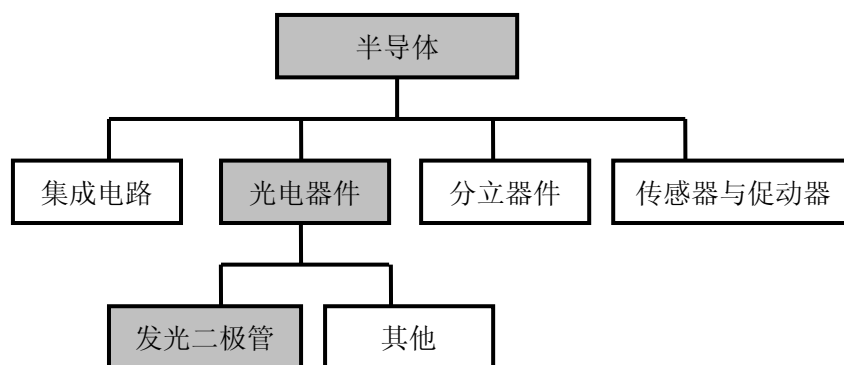 半导体
集成电路
光电器件
分立器件
传感器与促动器
发光二极管
其他